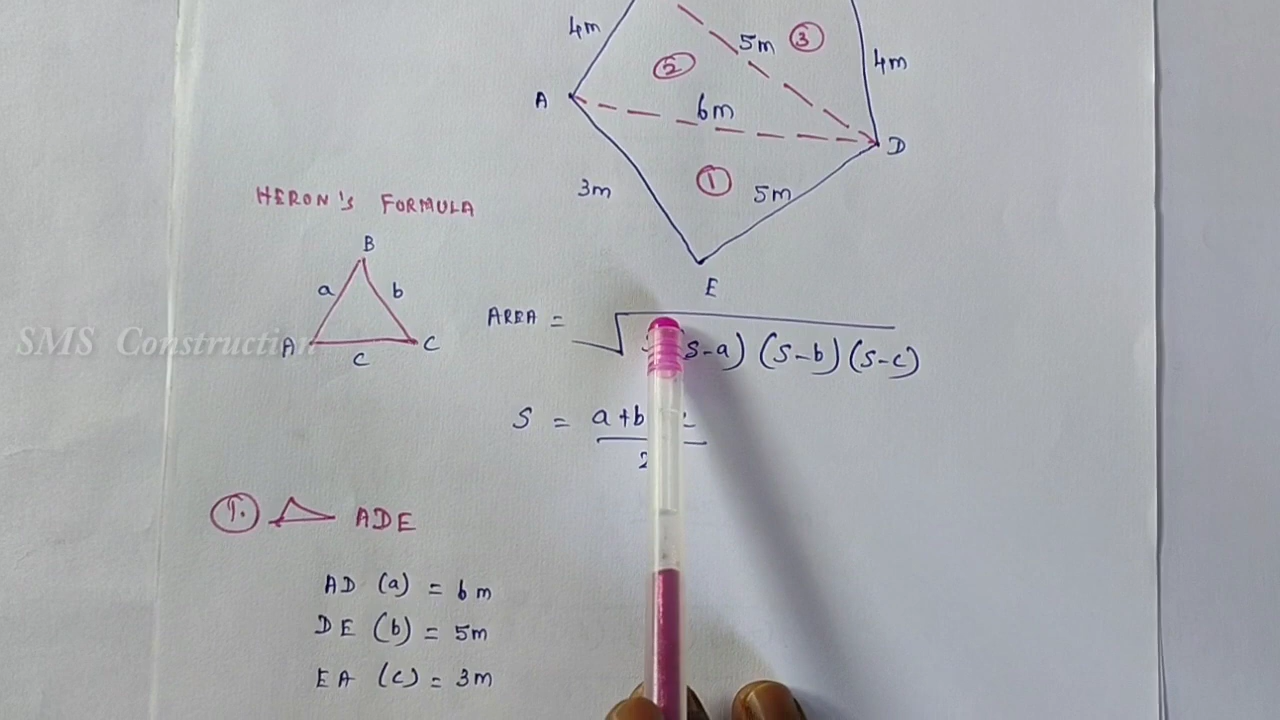 4m
5m
③
4m
②
A
6m
D
3m
①
5m
E
HERON'S FORMULA
B
a
b
A
c
C
AREA = √ (s-a) (s-b) (s-c)
S = a+b
2
1. ADE
AD (a) = 6m
DE (b) = 5m
EA (c) = 3m
SMS Construction